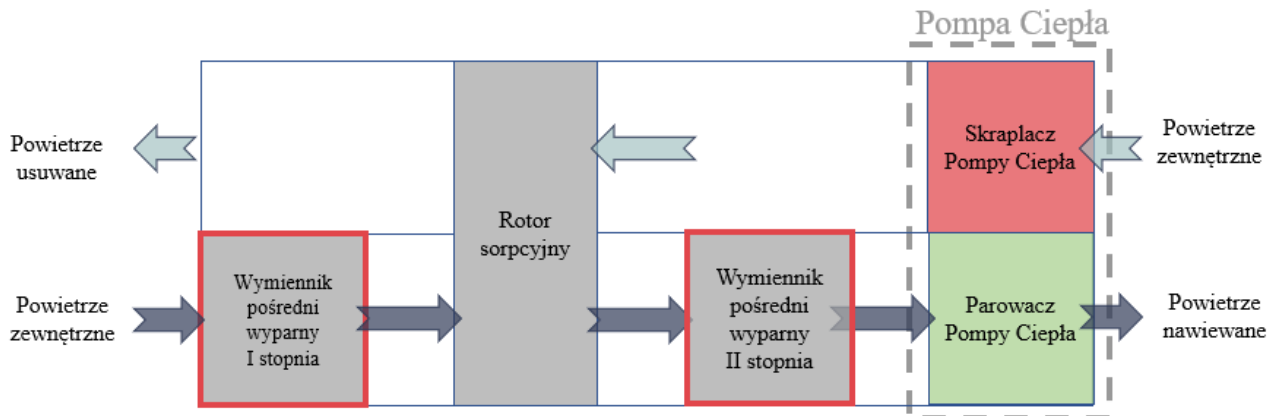 Pompa Ciepła
Powietrze
usuwane
Skraplacz
Pompy Ciepła
Powietrze
zewnętrzne
Rotor
sorpcyjny
Powietrze
zewnętrzne
Wymiennik
pośredni
wyparny
I stopnia
Wymiennik
pośredni
wyparny
II stopnia
Parowacz
Pompy Ciepła
Powietrze
nawiewane